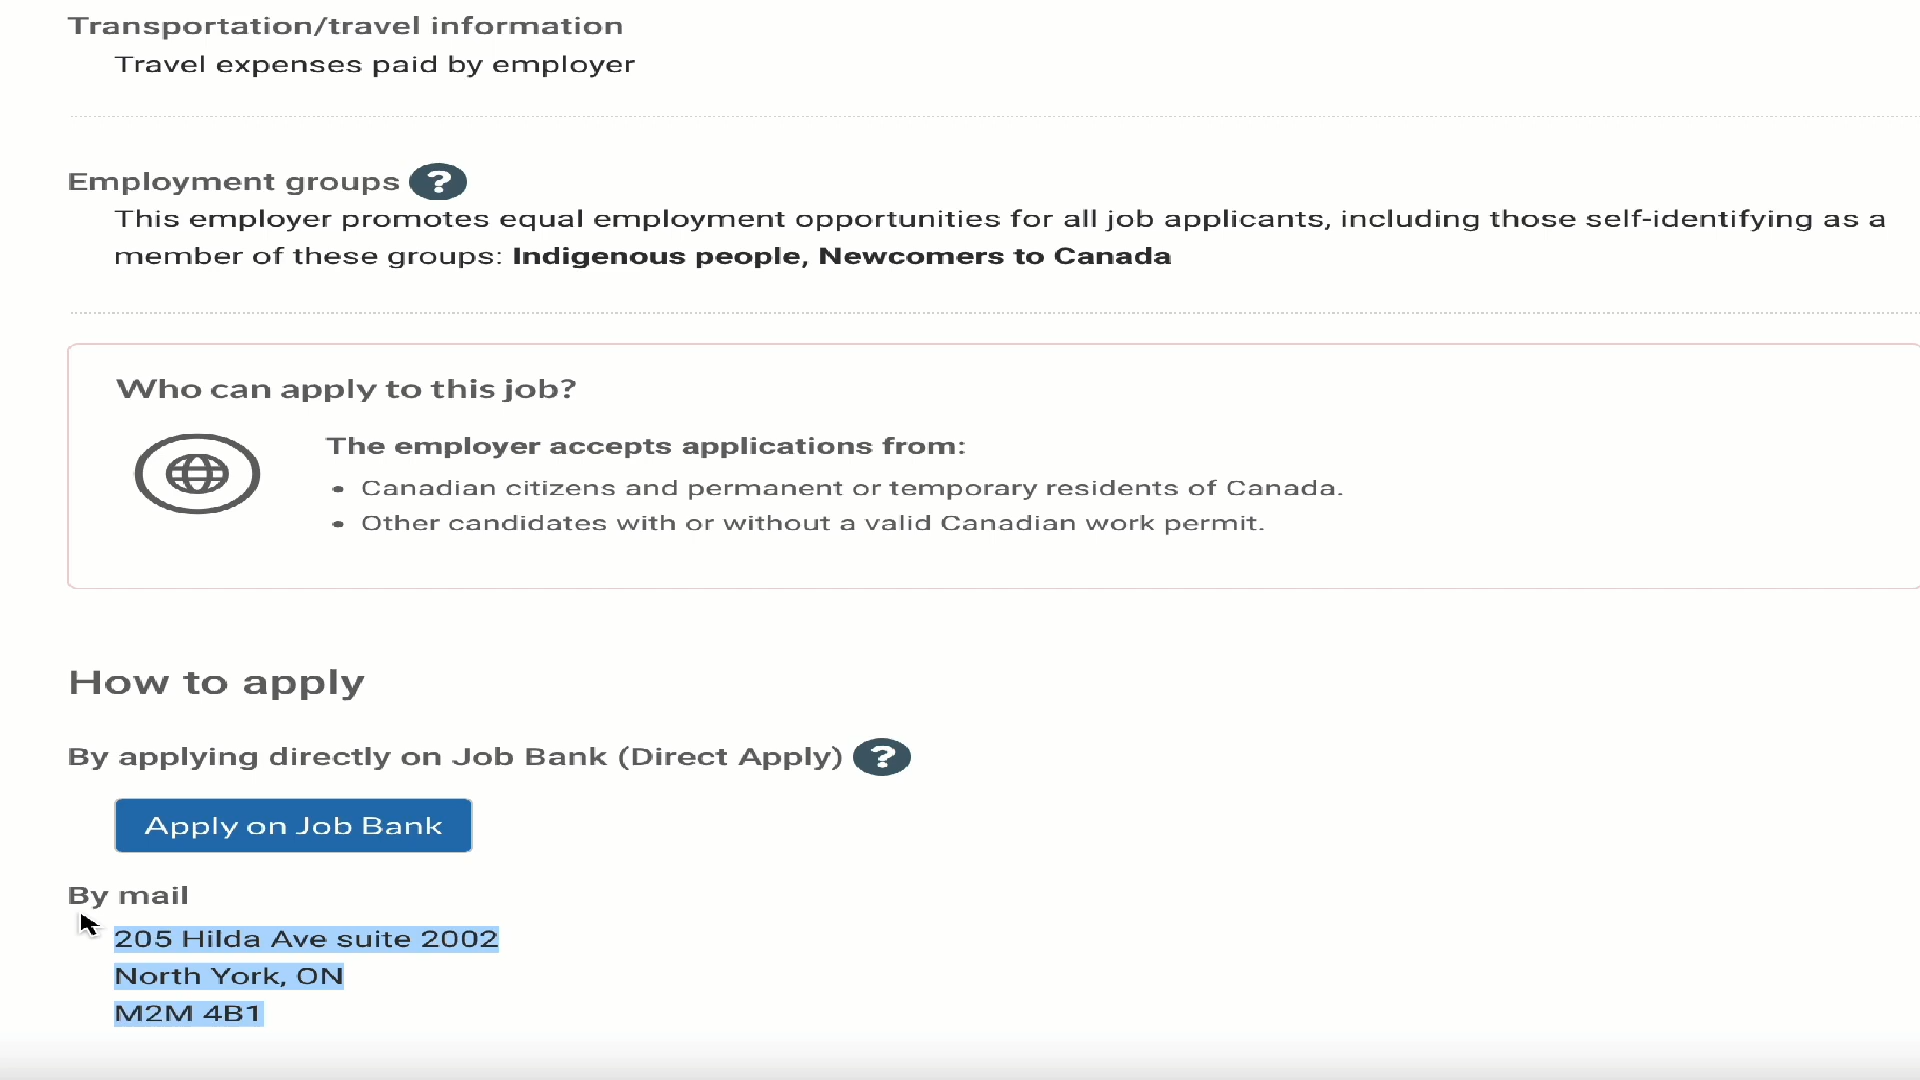 Transportation/travel information
Travel expenses paid by employer
Employment groups ?
This employer promotes equal employment opportunities for all job applicants, including those self-identifying as a
member of these groups: Indigenous people, Newcomers to Canada
Who can apply to this job?
The employer accepts applications from:
• Canadian citizens and permanent or temporary residents of Canada.
• Other candidates with or without a valid Canadian work permit.
How to apply
By applying directly on Job Bank (Direct Apply) ?
Apply on Job Bank
By mail
205 Hilda Ave suite 2002
North York, ON
M2M 4B1